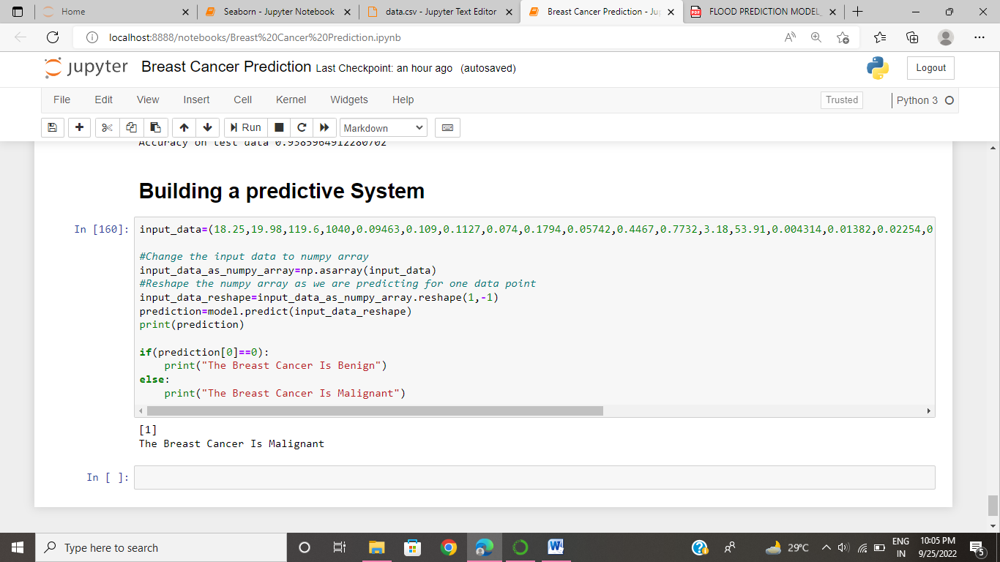 Home
Seaborn - Jupyter Notebook
data.csv - Jupyter Text Editor
Breast Cancer Prediction - Ju
FLOOD PREDICTION MODEL
localhost:8888/notebooks/Breast%20Cancer%20Prediction.ipynb
jupyter Breast Cancer Prediction Last Checkpoint: an hour ago (autosaved)
Logout
File Edit View Insert Cell Kernel Widgets Help
Trusted
Python 3
Run
Markdown
Accuracy on test data 0.9385964912280702
Building a predictive System
In [160]:
input_data=(18.25,19.98,119.6,1040,0.09463,0.109,0.1127,0.074,0.1794,0.05742,0.4467,0.7732,3.18,53.91,0.004314,0.01382,0.02254,0
#Change the input data to numpy array
input_data_as_numpy_array=np.asarray(input_data)
#Reshape the numpy array as we are predicting for one data point
input_data_reshape=input_data_as_numpy_array.reshape(1,-1)
prediction=model.predict(input_data_reshape)
print(prediction)
if(prediction[0]==0):
    print("The Breast Cancer Is Benign")
else:
    print("The Breast Cancer Is Malignant")
[1]
The Breast Cancer Is Malignant
In [ ]:
Type here to search
29°C
ENG
IN
10:05 PM
9/25/2022
5